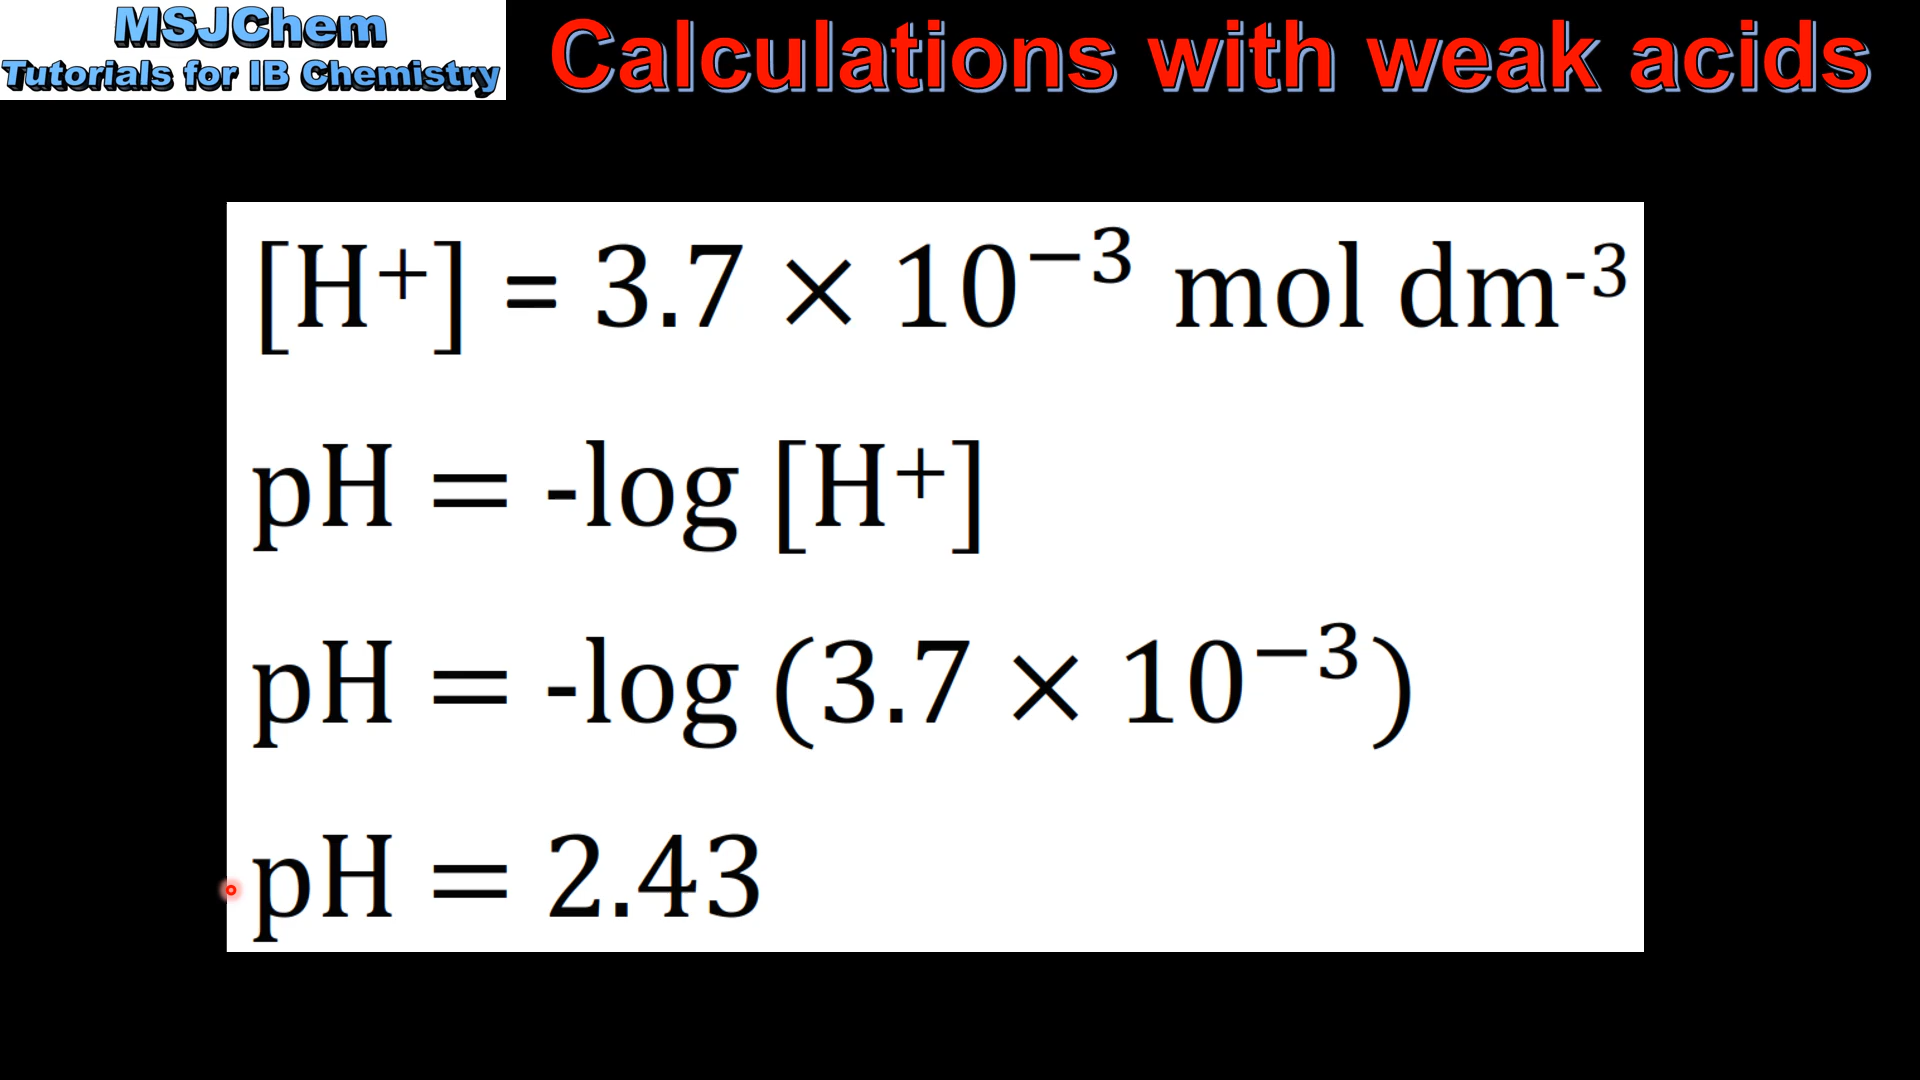 MSJChem
Tutorials for IB Chemistry
Calculations with weak acids
[H⁺] = 3.7 × 10⁻³ mol dm⁻³
pH = -log [H⁺]
pH = -log (3.7 × 10⁻³)
pH = 2.43